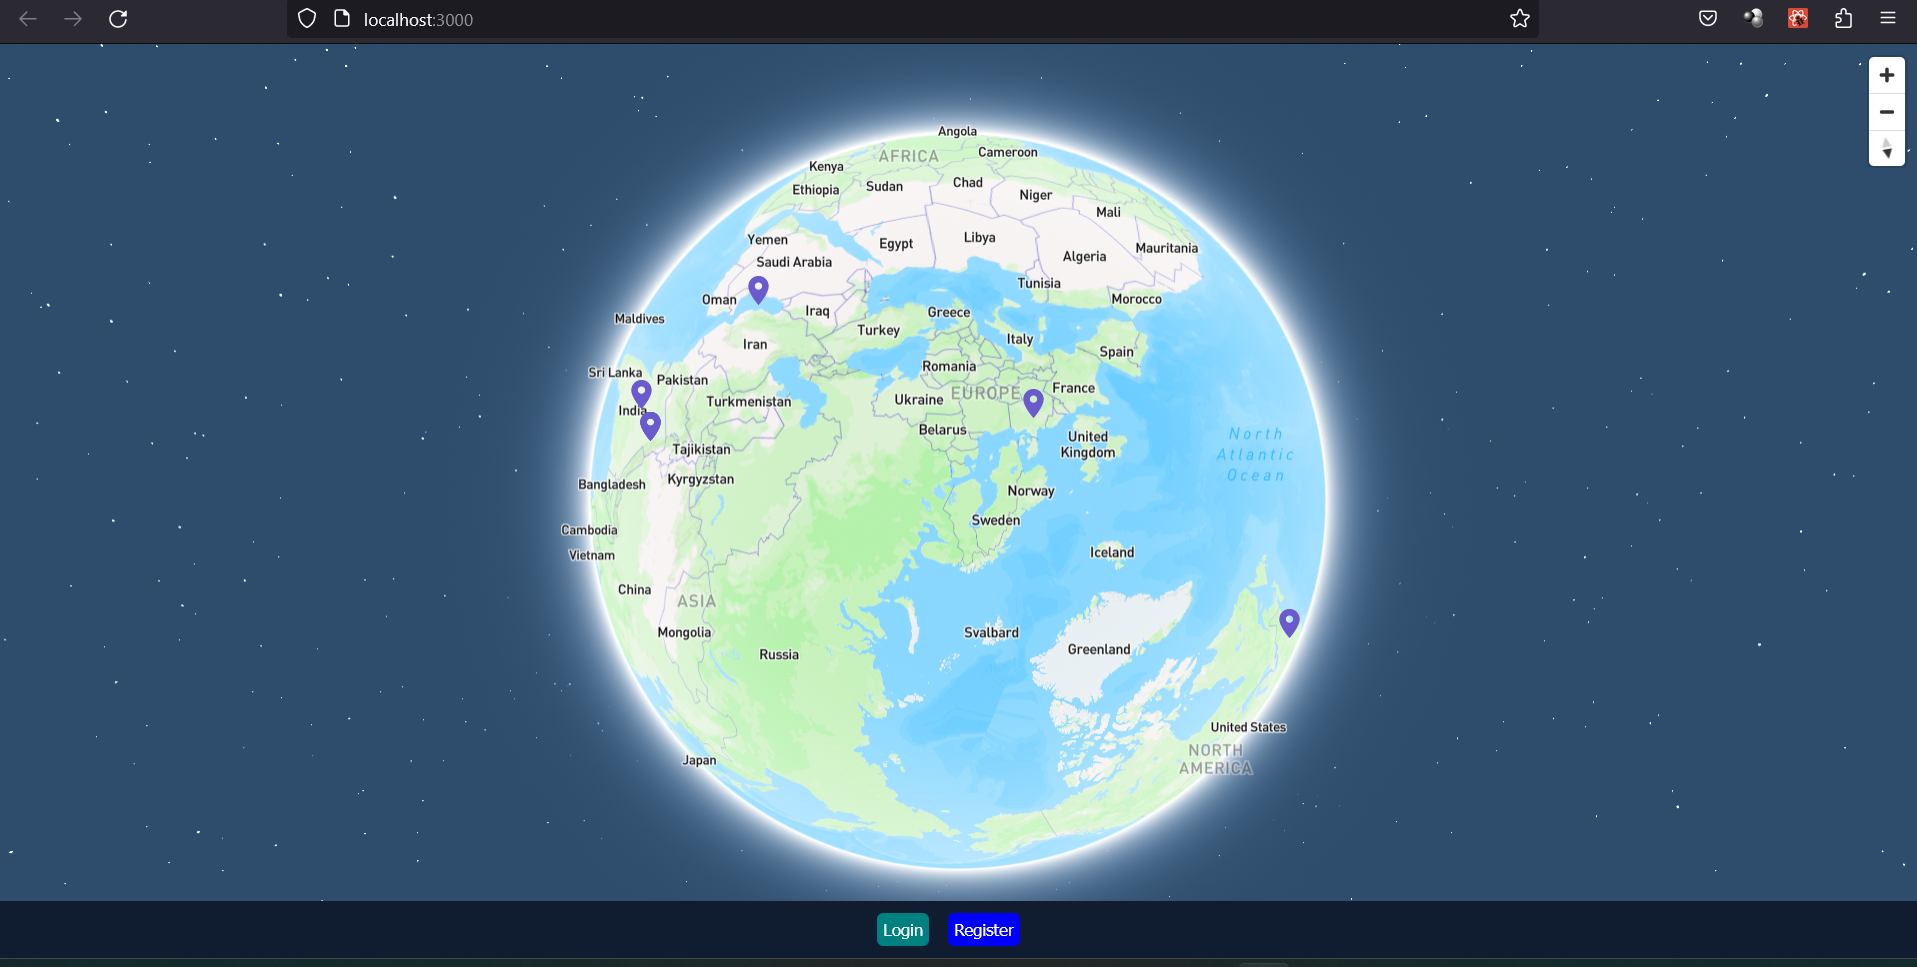 localhost:3000
Angola
AFRICA
Cameroon
Kenya
Ethiopia
Sudan
Chad
Niger
Mali
Yemen
Egypt
Libya
Mauritania
Saudi Arabia
Algeria
Tunisia
Oman
Morocco
Iraq
Greece
Maldives
Turkey
Italy
Iran
Spain
Sri Lanka
Pakistan
Romania
EUROPE
France
Turkmenistan
Ukraine
India
Belarus
United
Kingdom
North
Atlantic
Ocean
Tajikistan
Kyrgyzstan
Bangladesh
Norway
Sweden
Cambodia
Vietnam
Iceland
China
ASIA
Mongolia
Svalbard
Russia
Greenland
United States
NORTH
AMERICA
Japan
Login
Register